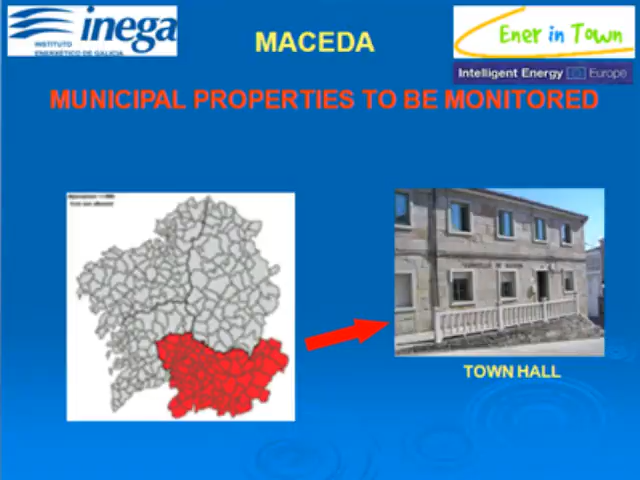 inega
INSTITUTO
ENERXÉTICO DE GALICIA
MACEDA
Ener in Town
Intelligent Energy Europe
MUNICIPAL PROPERTIES TO BE MONITORED
TOWN HALL